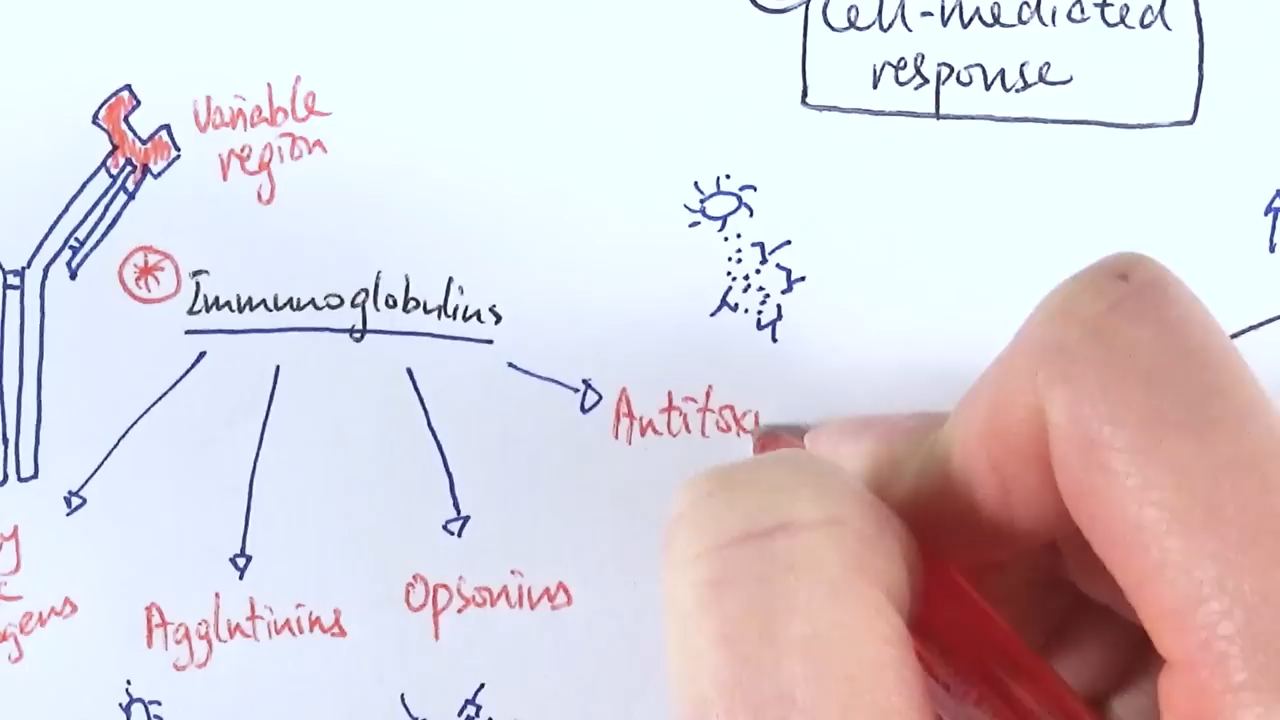 Cell-mediated
response
Variable
region
Immunoglobulins
Antitox
Opsonins
Agglutinins